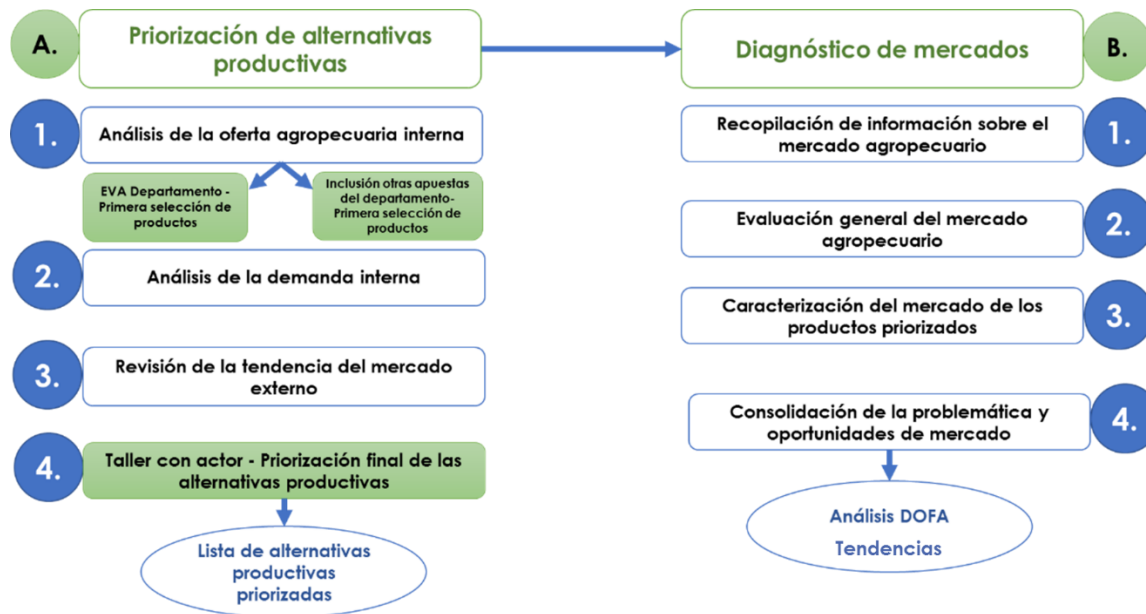 A.
Priorización de alternativas
productivas
1.
Análisis de la oferta agropecuaria interna
EVA Departamento -
Primera selección de
productos
Inclusión otras apuestas
del departamento-
Primera selección de
productos
2.
Análisis de la demanda interna
3.
Revisión de la tendencia del mercado
externo
4.
Taller con actor - Priorización final de las
alternativas productivas
Lista de alternativas
productivas
priorizadas
Diagnóstico de mercados
B.
Recopilación de información sobre el
mercado agropecuario
1.
Evaluación general del mercado
agropecuario
2.
Caracterización del mercado de los
productos priorizados
3.
Consolidación de la problemática y
oportunidades de mercado
4.
Análisis DOFA
Tendencias